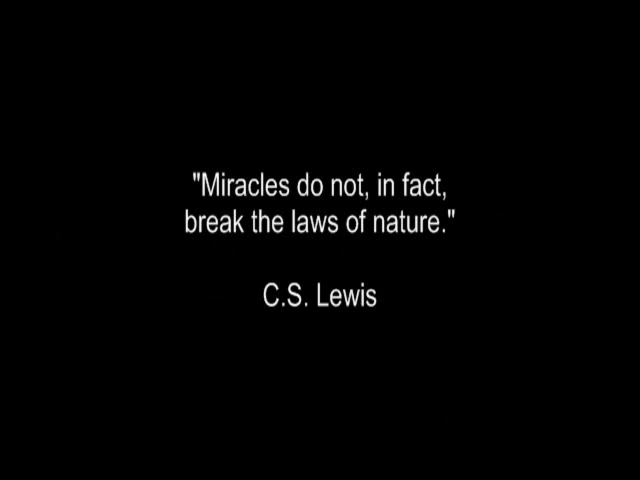 "Miracles do not, in fact,
break the laws of nature."
C.S. Lewis